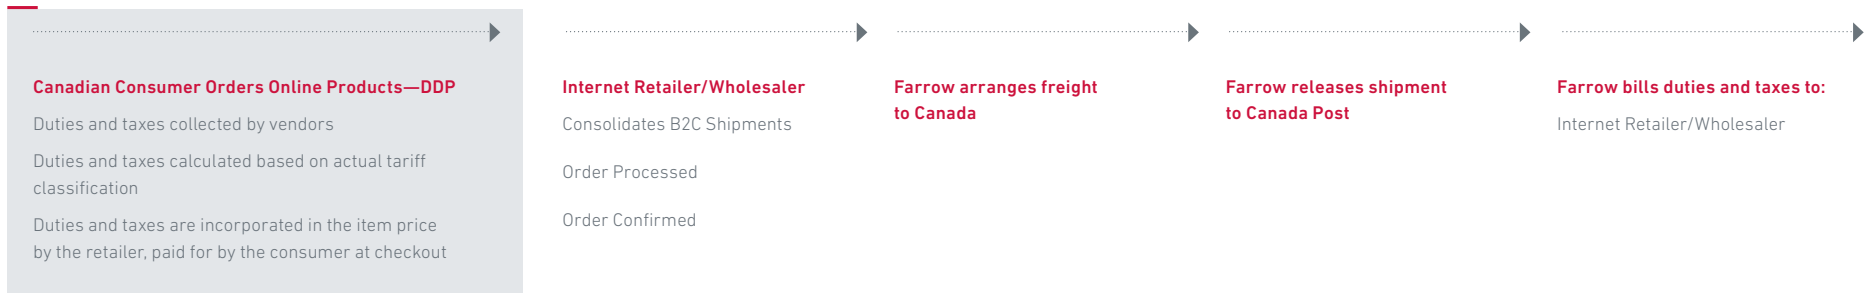 Canadian Consumer Orders Online Products—DDP
Duties and taxes collected by vendors
Duties and taxes calculated based on actual tariff
classification
Duties and taxes are incorporated in the item price
by the retailer, paid for by the consumer at checkout
Internet Retailer/Wholesaler
Consolidates B2C Shipments
Order Processed
Order Confirmed
Farrow arranges freight
to Canada
Farrow releases shipment
to Canada Post
Farrow bills duties and taxes to:
Internet Retailer/Wholesaler